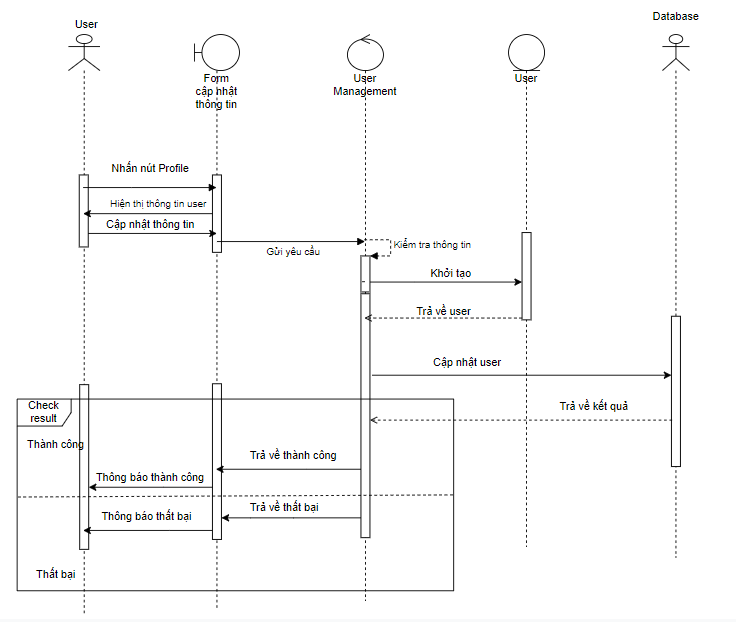 User
Database
Form
cập nhật
thông tin
User
Management
User
Nhấn nút Profile
Hiện thị thông tin user
Cập nhật thông tin
Gửi yêu cầu
Kiểm tra thông tin
Khởi tạo
Trả về user
Cập nhật user
Check
result
Trả về kết quả
Thành công
Trả về thành công
Thông báo thành công
Trả về thất bại
Thông báo thất bại
Thất bại